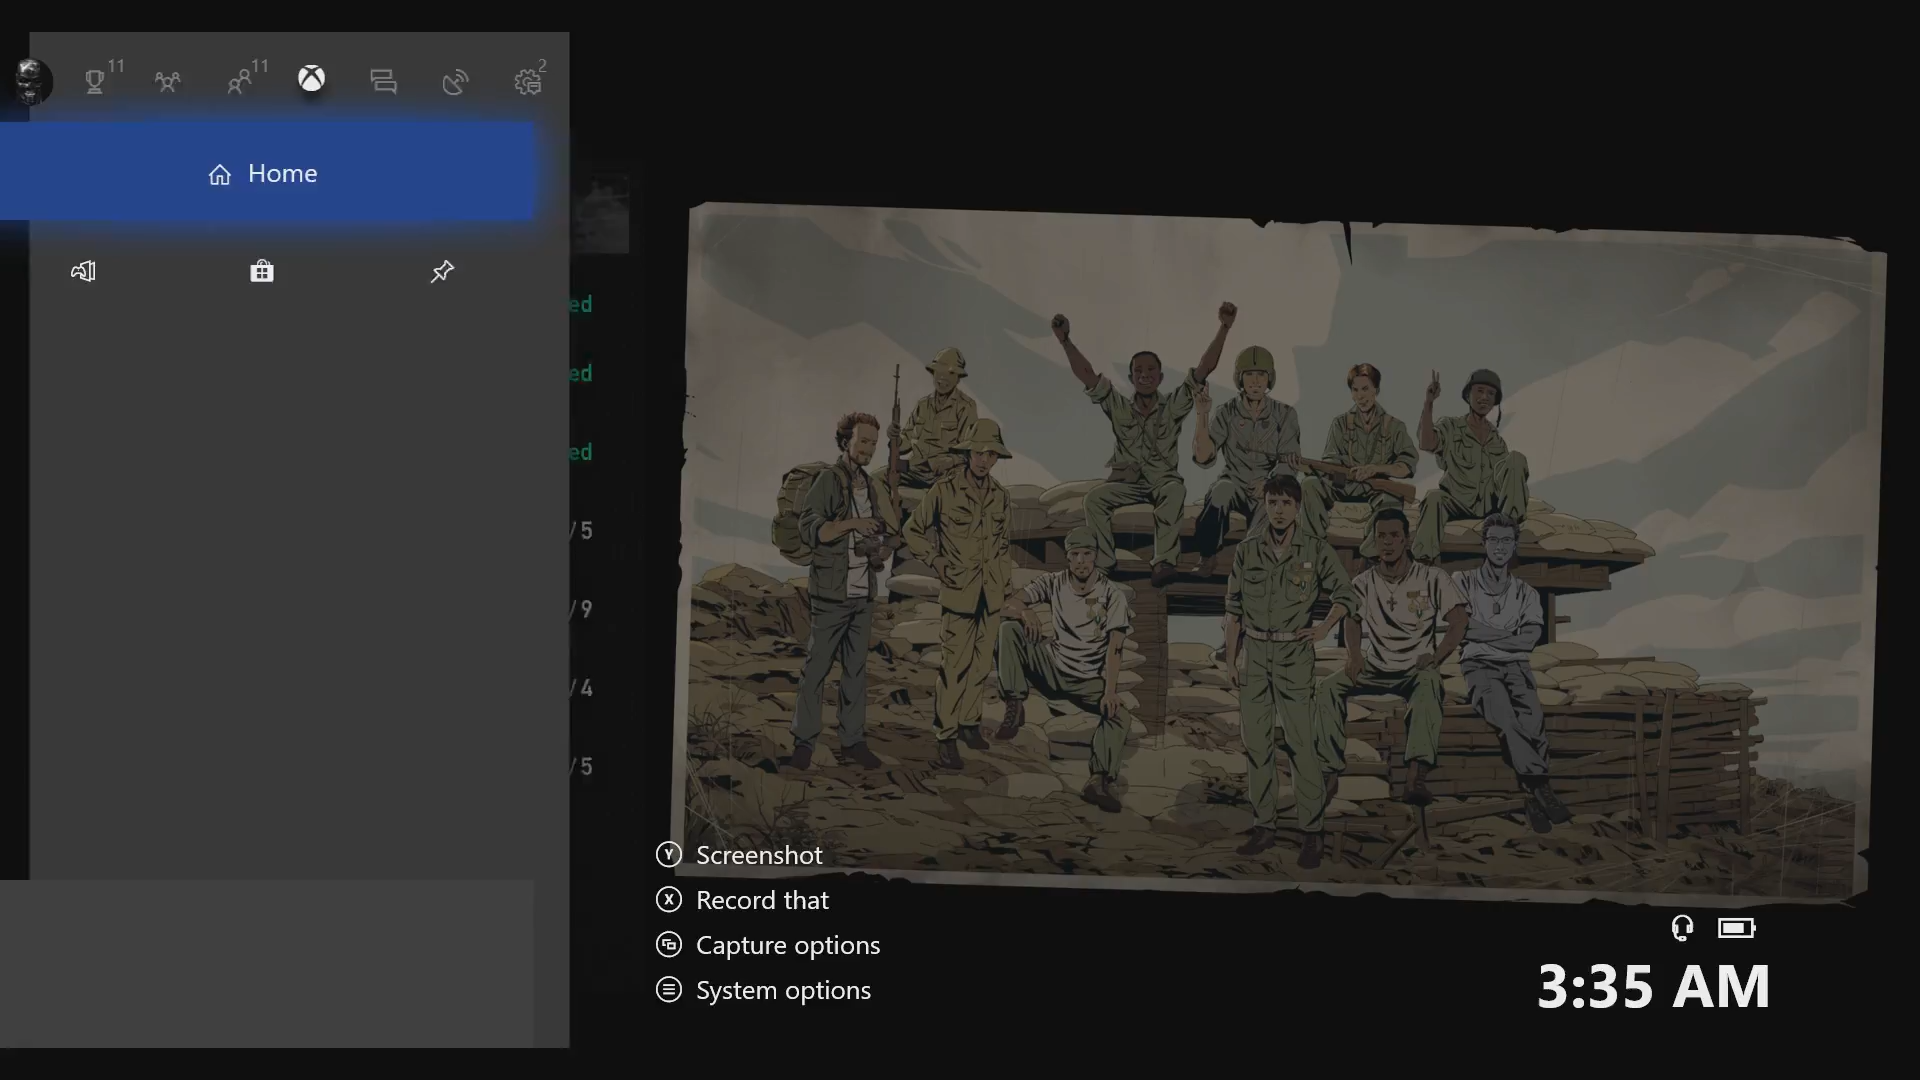 11
11
2
Home
ed
ed
ed
/5
/9
/4
/5
Y Screenshot
X Record that
Capture options
System options
3:35 AM